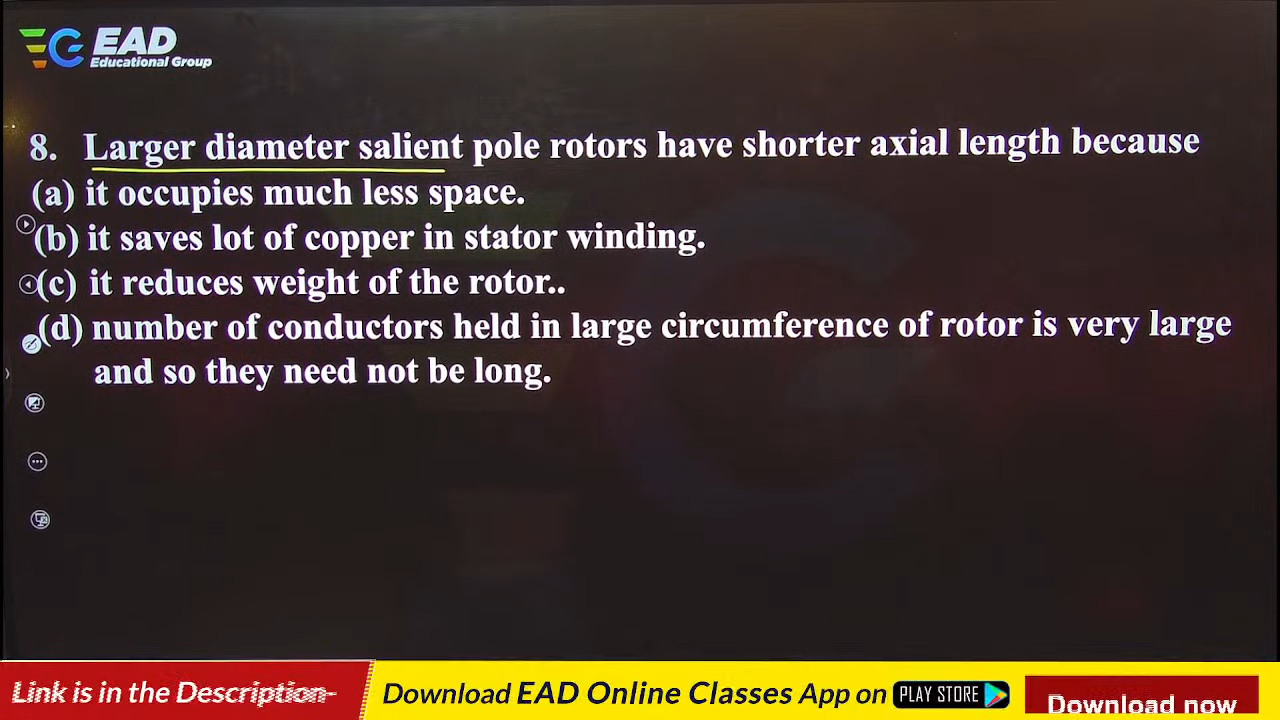 EAD
Educational Group
8. Larger diameter salient pole rotors have shorter axial length because
(a) it occupies much less space.
(b) it saves lot of copper in stator winding.
(c) it reduces weight of the rotor..
(d) number of conductors held in large circumference of rotor is very large
and so they need not be long.
Link is in the Description- Download EAD Online Classes App on PLAY STORE Download now